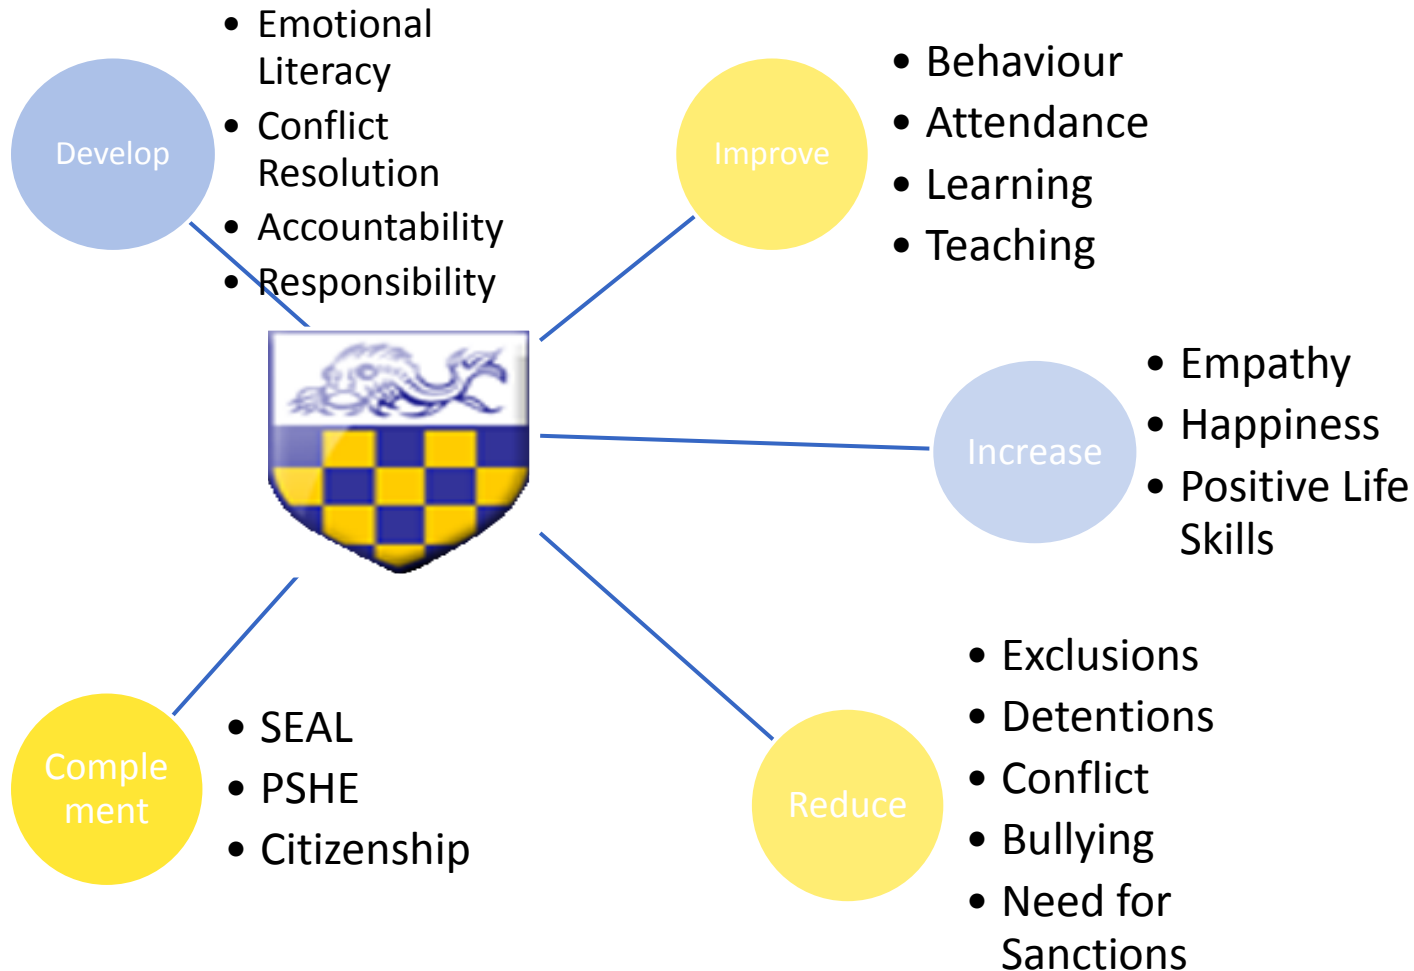 Develop
• Emotional
Literacy
• Conflict
Resolution
• Accountability
• Responsibility
Improve
• Behaviour
• Attendance
• Learning
• Teaching
Increase
• Empathy
• Happiness
• Positive Life
Skills
Comple
ment
• SEAL
• PSHE
• Citizenship
Reduce
• Exclusions
• Detentions
• Conflict
• Bullying
• Need for
Sanctions